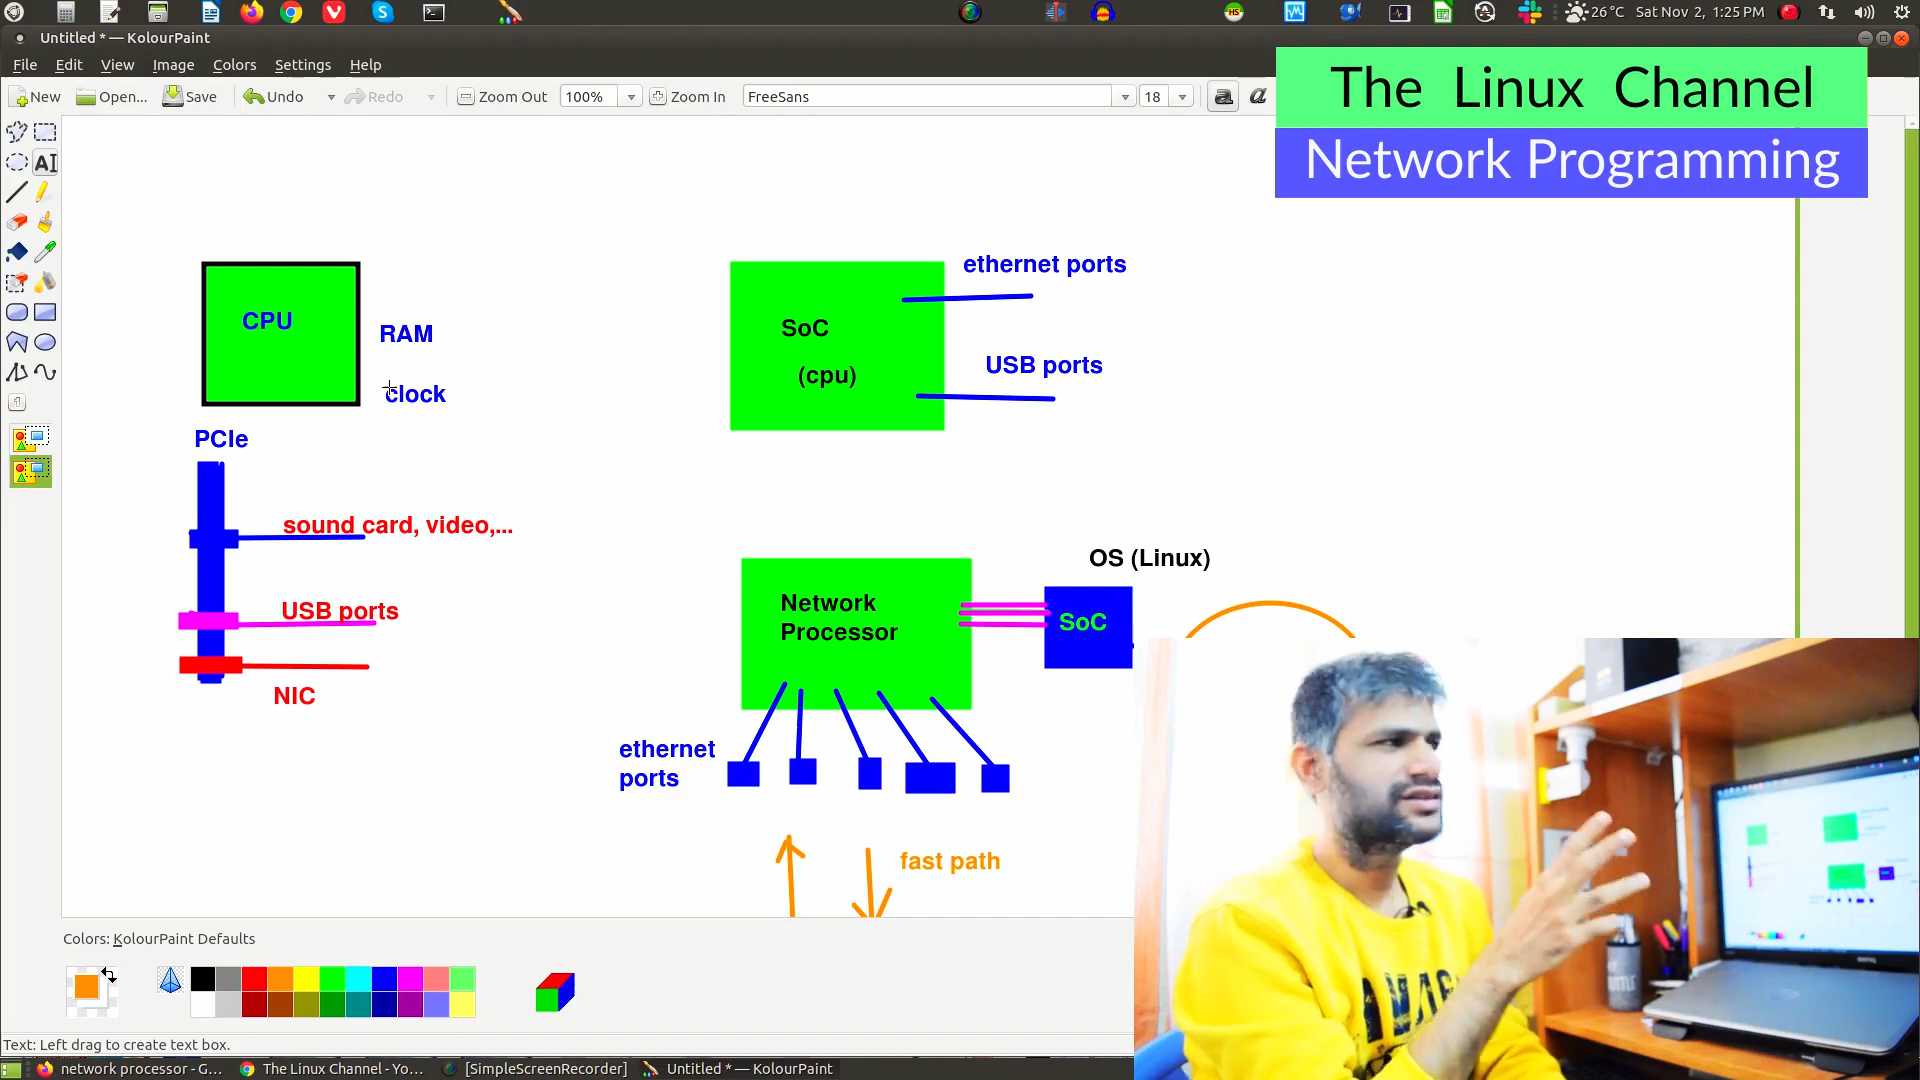 26°C Sat Nov 2, 1:25 PM
Untitled * — KolourPaint
File Edit View Image Colors Settings Help
New Open... Save Undo Redo Zoom Out 100% Zoom In FreeSans 18
The Linux Channel
Network Programming
CPU
RAM
clock
PCIe
sound card, video,...
USB ports
NIC
SoC
(cpu)
ethernet ports
USB ports
Network
Processor
OS (Linux)
SoC
ethernet
ports
fast path
Colors: KolourPaint Defaults
Text: Left drag to create text box.
network processor - G... The Linux Channel - Yo... [SimpleScreenRecorder] Untitled * — KolourPaint